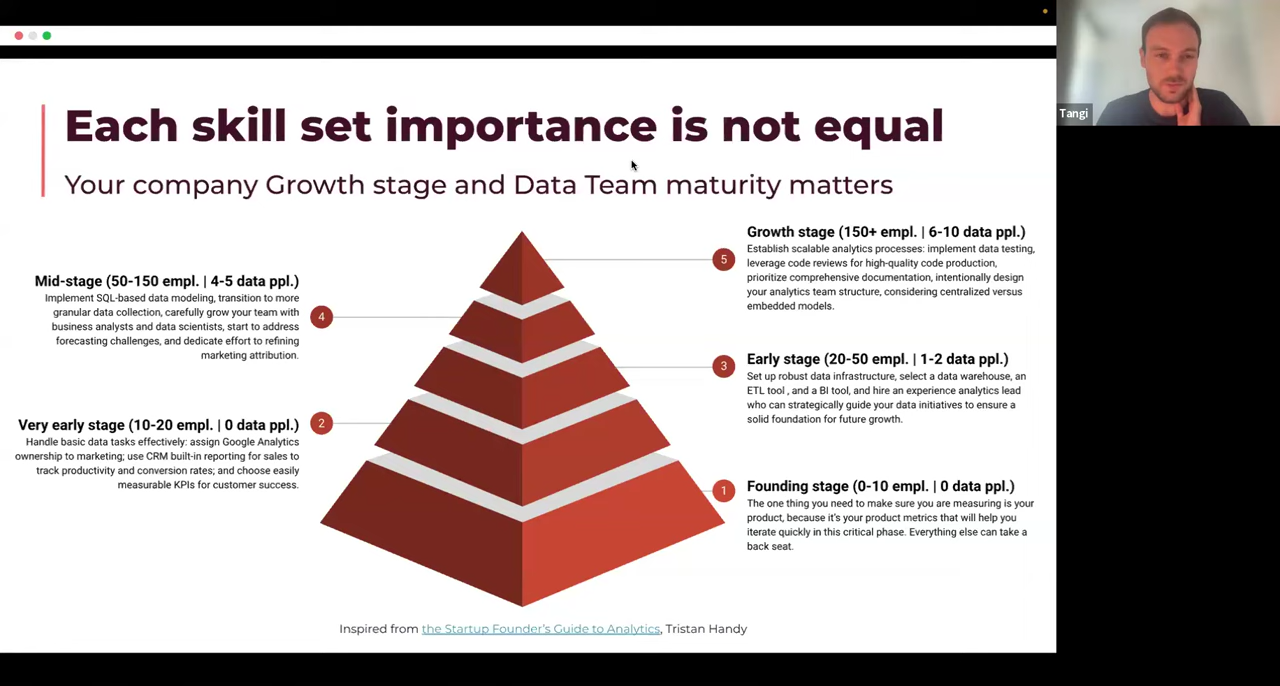 Each skill set importance is not equal
Your company Growth stage and Data Team maturity matters
Growth stage (150+ empl. | 6-10 data ppl.)
Establish scalable analytics processes: implement data testing,
leverage code reviews for high-quality code production,
prioritize comprehensive documentation, intentionally design
your analytics team structure, considering centralized versus
embedded models.
5
Mid-stage (50-150 empl. | 4-5 data ppl.)
Implement SQL-based data modeling, transition to more
granular data collection, carefully grow your team with
business analysts and data scientists, start to address
forecasting challenges, and dedicate effort to refining
marketing attribution.
4
Early stage (20-50 empl. | 1-2 data ppl.)
Set up robust data infrastructure, select a data warehouse, an
ETL tool , and a BI tool, and hire an experience analytics lead
who can strategically guide your data initiatives to ensure a
solid foundation for future growth.
3
Very early stage (10-20 empl. | 0 data ppl.)
Handle basic data tasks effectively: assign Google Analytics
ownership to marketing; use CRM built-in reporting for sales to
track productivity and conversion rates; and choose easily
measurable KPIs for customer success.
2
Founding stage (0-10 empl. | 0 data ppl.)
The one thing you need to make sure you are measuring is your
product, because it's your product metrics that will help you
iterate quickly in this critical phase. Everything else can take a
back seat.
1
Inspired from the Startup Founder's Guide to Analytics, Tristan Handy
Tangi